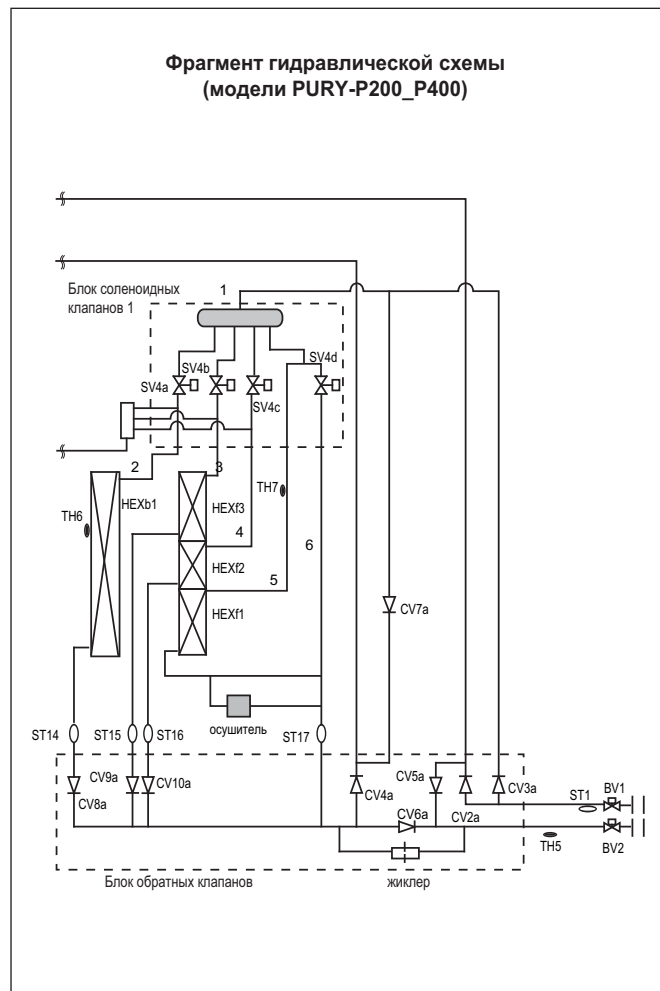 Фрагмент гидравлической схемы
(модели PURY-P200_P400)
Блок соленоидных
клапанов 1
1
SV4a
SV4b
SV4c
SV4d
2
3
TH7
HEXb1
HEXf3
TH6
4
6
HEXf2
5
HEXf1
CV7a
осушитель
ST14
ST15
ST16
ST17
CV8a
CV9a
CV10a
CV4a
CV5a
CV3a
ST1
BV1
CV6a
CV2a
TH5
BV2
Блок обратных клапанов
жиклер